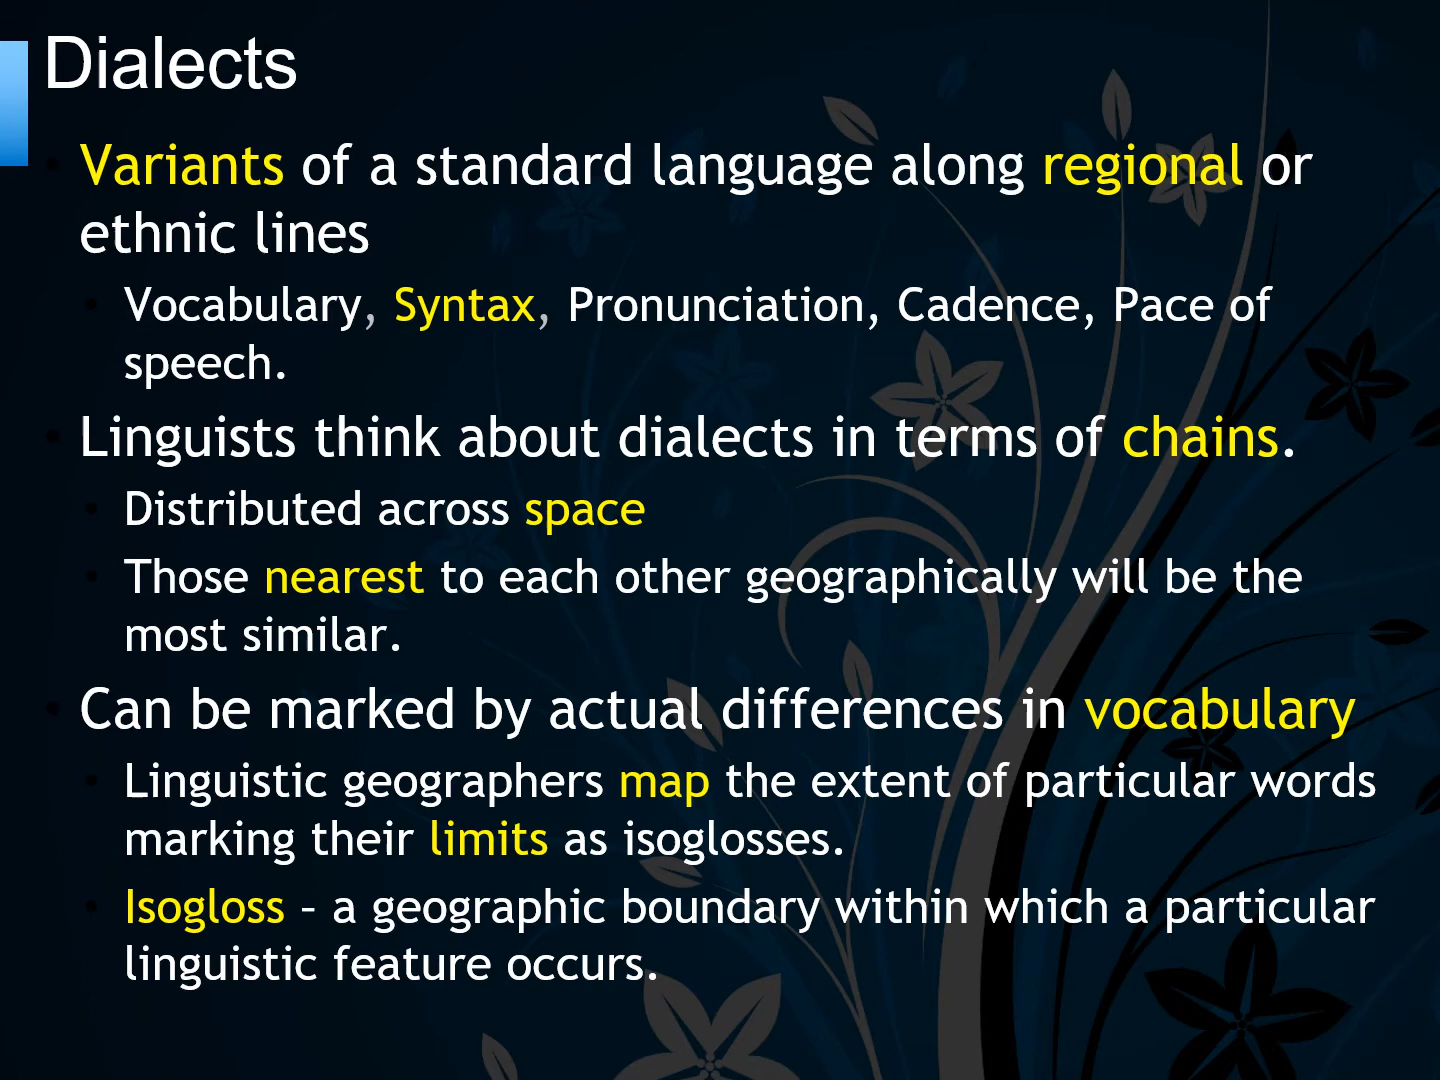 Dialects
Variants of a standard language along regional or
ethnic lines
Vocabulary, Syntax, Pronunciation, Cadence, Pace of
speech.
Linguists think about dialects in terms of chains.
Distributed across space
Those nearest to each other geographically will be the
most similar.
Can be marked by actual differences in vocabulary
Linguistic geographers map the extent of particular words
marking their limits as isoglosses.
Isogloss – a geographic boundary within which a particular
linguistic feature occurs.